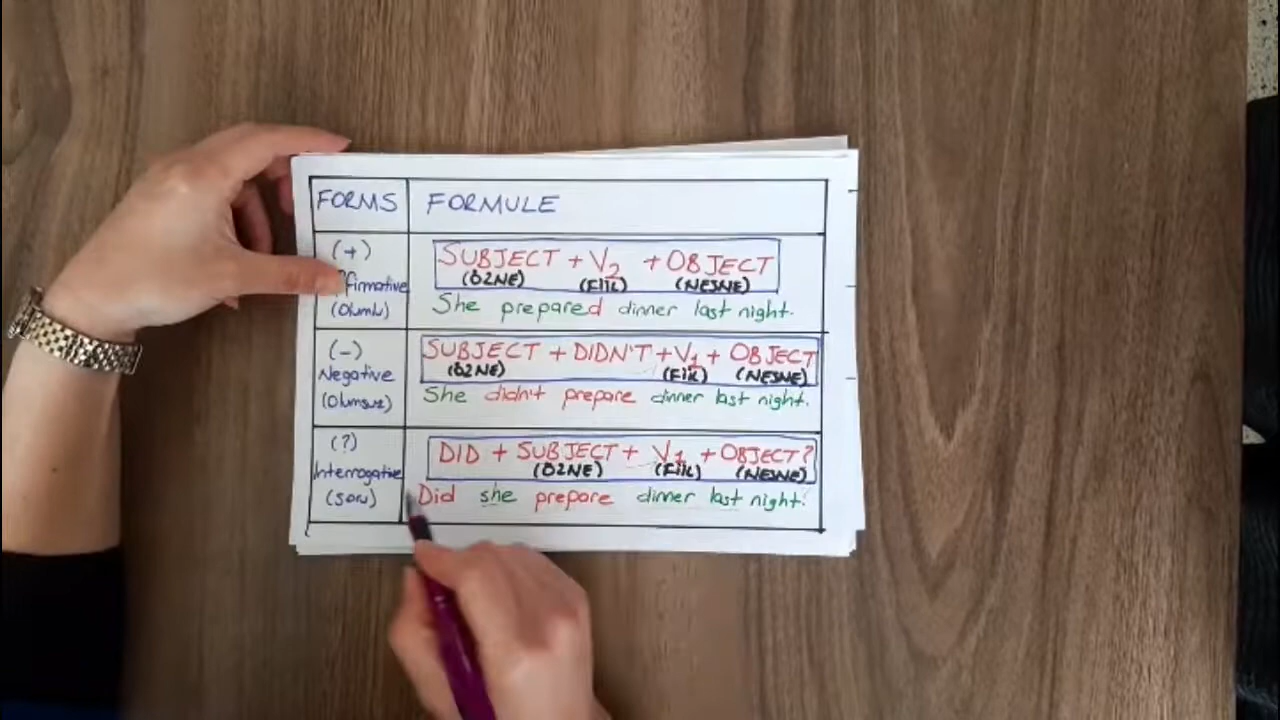 FORMS FORMULE
(+)
SUBJECT + V2 + OBJECT
(ÖZNE) (FİİL) (NESNE)
(Olumlu)
She prepared dinner last night.
(-)
Negative
(Olumsuz)
SUBJECT + DIDN'T + V1 + OBJECT
(ÖZNE) (FİİL) (NESNE)
She didn't prepare dinner last night.
(?)
Interrogative
(Soru)
DID + SUBJECT + V1 + OBJECT?
(ÖZNE) (FİİL) (NESNE)
Did she prepare dinner last night.